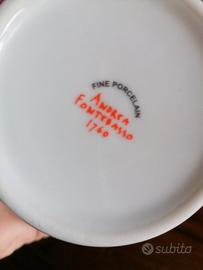 FINE PORCELAIN
ANDREA
FONTEBASSO
1760
subito